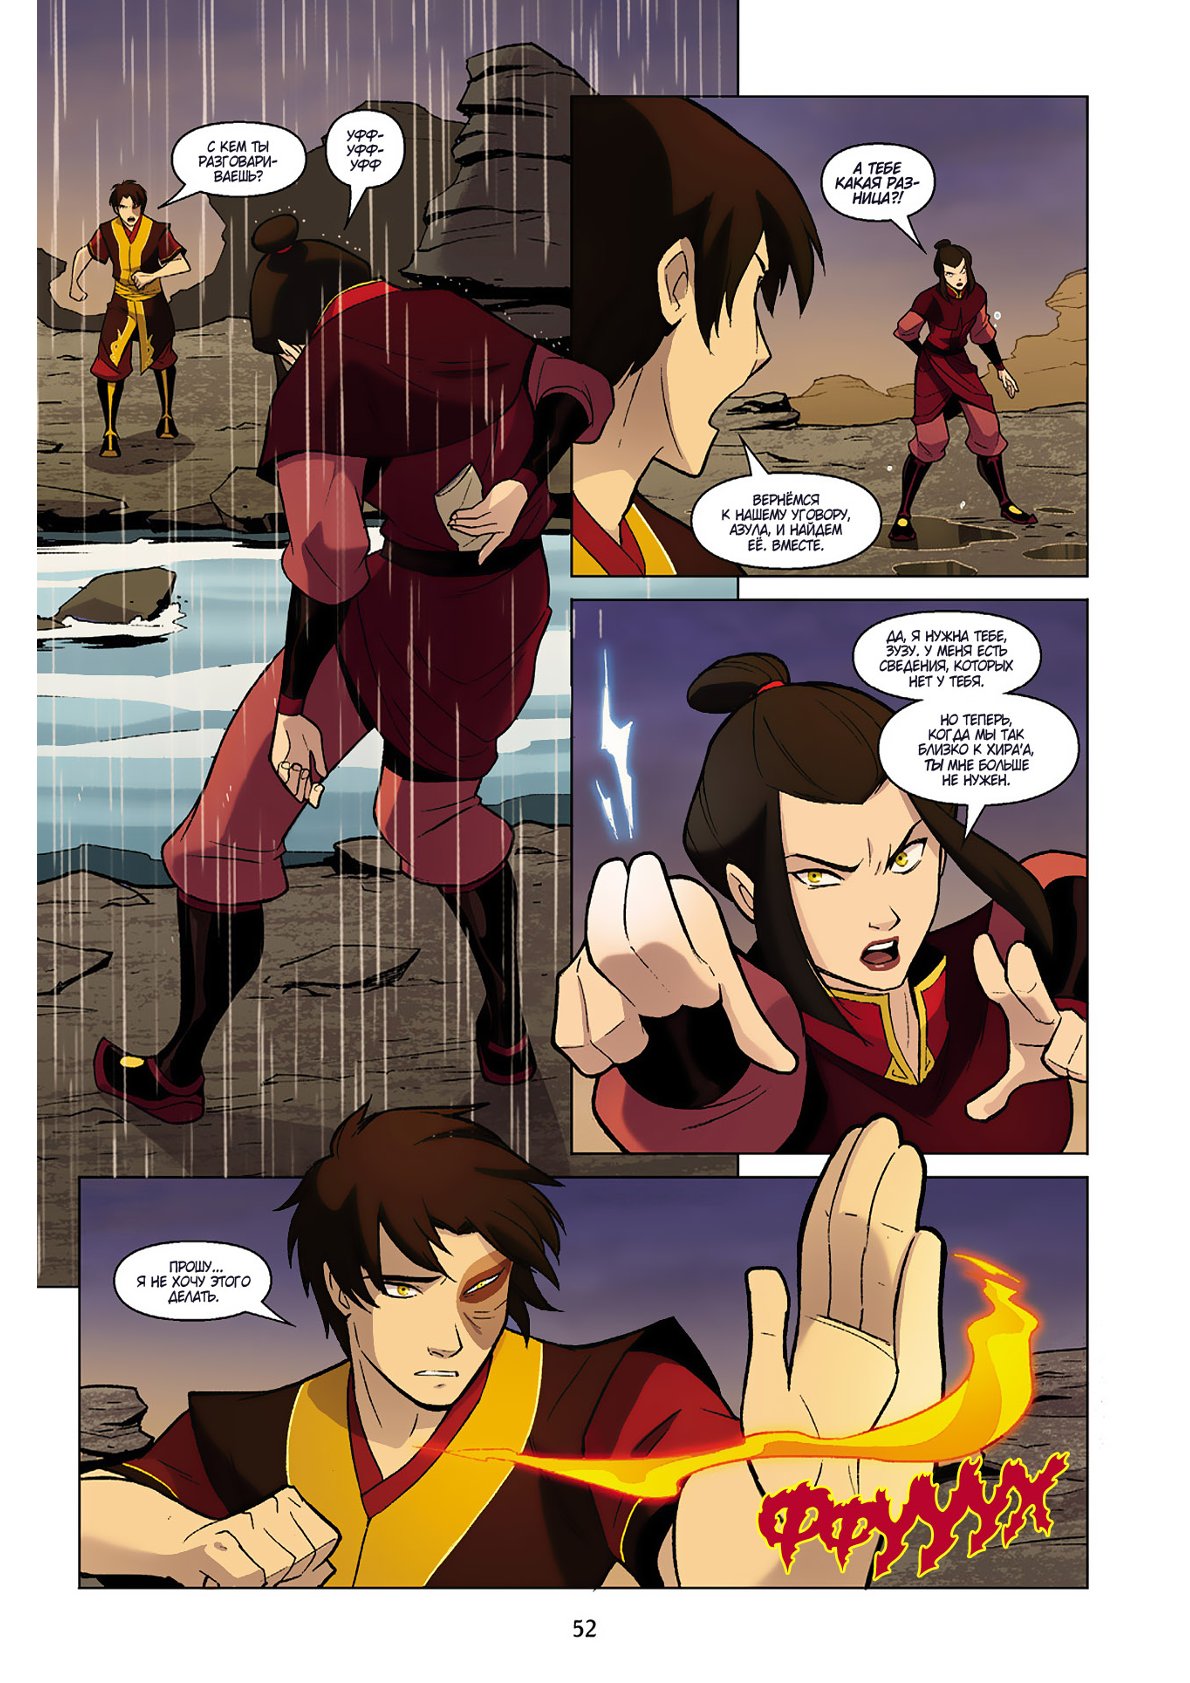 С КЕМ ТЫ
РАЗГОВАРИ-
ВАЕШЬ?
УФФ-
УФФ-
УФФ
А ТЕБЕ
КАКАЯ РАЗ-
НИЦА?!
ВЕРНЁМСЯ
К НАШЕМУ УГОВОРУ,
АЗУЛА, И НАЙДЕМ
ЕЁ. ВМЕСТЕ.
ДА, Я НУЖНА ТЕБЕ,
ЗУЗУ. У МЕНЯ ЕСТЬ
СВЕДЕНИЯ, КОТОРЫХ
НЕТ У ТЕБЯ.
НО ТЕПЕРЬ,
КОГДА МЫ ТАК
БЛИЗКО К ХИРА'А,
ТЫ МНЕ БОЛЬШЕ
НЕ НУЖЕН.
ПРОШУ...
Я НЕ ХОЧУ ЭТОГО
ДЕЛАТЬ.
ФФУУУХ
52